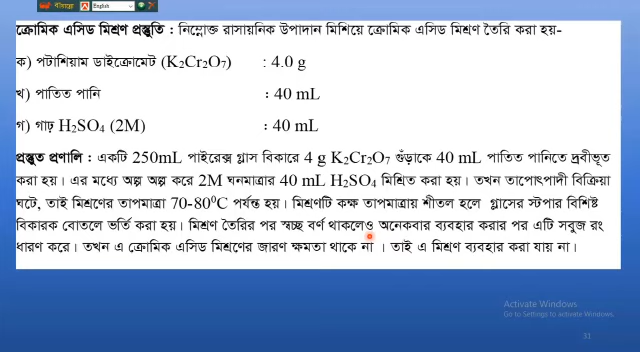 বাংলায় English
ক্রোমিক এসিড মিশ্রণ প্রস্তুতি : নিম্নোক্ত রাসায়নিক উপাদান মিশিয়ে ক্রোমিক এসিড মিশ্রণ তৈরি করা হয়-
ক) পটাশিয়াম ডাইক্রোমেট (K₂Cr₂O₇) : 4.0 g
খ) পাতিত পানি : 40 mL
গ) গাঢ় H₂SO₄ (2M) : 40 mL
প্রস্তুত প্রণালি : একটি 250mL পাইরেক্স গ্লাস বিকারে 4 g K₂Cr₂O₇ গুঁড়াকে 40 mL পাতিত পানিতে দ্রবীভূত
করা হয়। এর মধ্যে অল্প অল্প করে 2M ঘনমাত্রার 40 mL H₂SO₄ মিশ্রিত করা হয়। তখন তাপোৎপাদী বিক্রিয়া
ঘটে, তাই মিশ্রণের তাপমাত্রা 70-80⁰C পর্যন্ত হয়। মিশ্রণটি কক্ষ তাপমাত্রায় শীতল হলে গ্লাসের স্টপার বিশিষ্ট
বিকারক বোতলে ভর্তি করা হয়। মিশ্রণ তৈরির পর স্বচ্ছ বর্ণ থাকলেও অনেকবার ব্যবহার করার পর এটি সবুজ রং
ধারণ করে। তখন এ ক্রোমিক এসিড মিশ্রণের জারণ ক্ষমতা থাকে না । তাই এ মিশ্রণ ব্যবহার করা যায় না।
Activate Windows
Go to Settings to activate Windows.
31